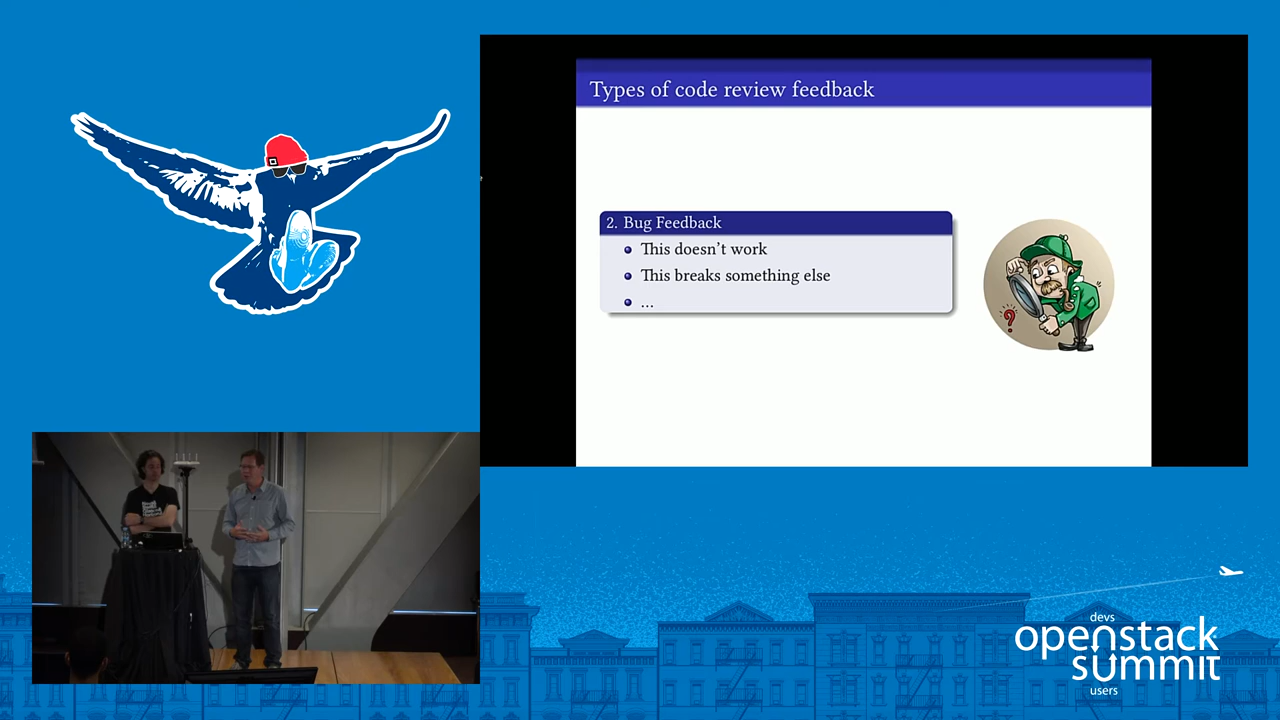 Types of code review feedback
2. Bug Feedback
This doesn't work
This breaks something else
...
?
devs
openstack
summit
users